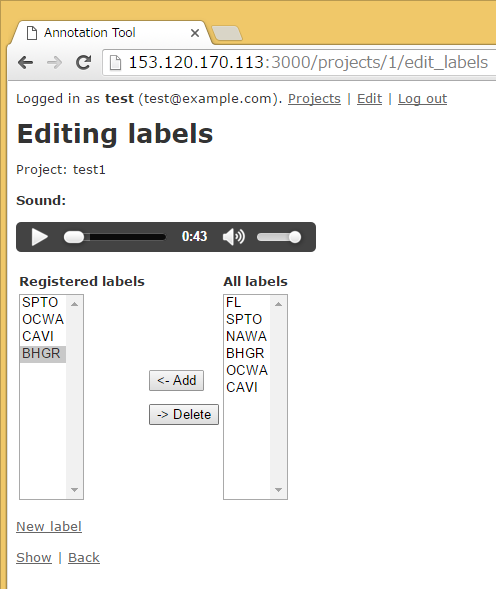 Annotation Tool
153.120.170.113:3000/projects/1/edit_labels
Logged in as test (test@example.com). Projects | Edit | Log out
Editing labels
Project: test1
Sound:
0:43
Registered labels All labels
SPTO FL
OCWA SPTO
CAVI NAWA
BHGR BHGR
OCWA
<- Add CAVI
-> Delete
New label
Show | Back